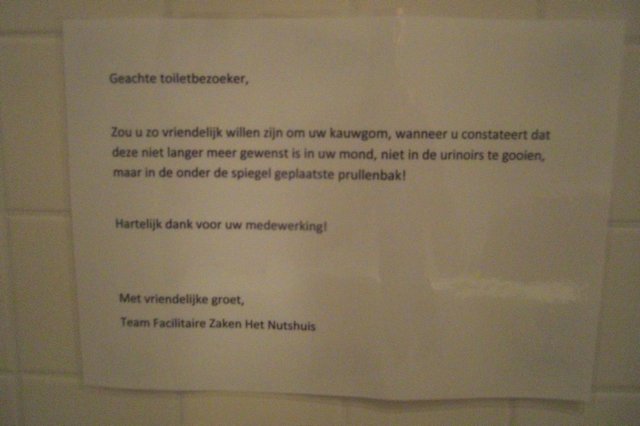 Geachte toiletbezoeker,
Zou u zo vriendelijk willen zijn om uw kauwgom, wanneer u constateert dat
deze niet langer meer gewenst is in uw mond, niet in de urinoirs te gooien,
maar in de onder de spiegel geplaatste prullenbak!
Hartelijk dank voor uw medewerking!
Met vriendelijke groet,
Team Facilitaire Zaken Het Nutshuis